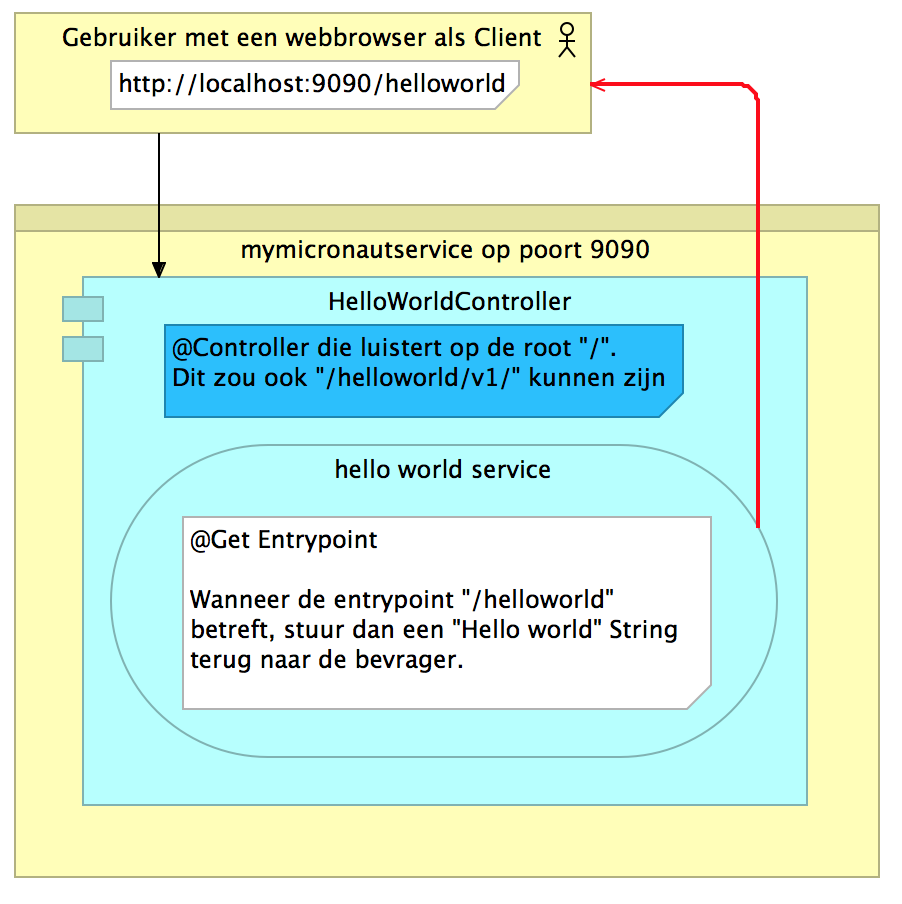 Gebruiker met een webbrowser als Client
http://localhost:9090/helloworld
mymicronautservice op poort 9090
HelloWorldController
@Controller die luistert op de root "/".
Dit zou ook "/helloworld/v1/" kunnen zijn
hello world service
@Get Entrypoint
Wanneer de entrypoint "/helloworld"
betreft, stuur dan een "Hello world" String
terug naar de bevrager.